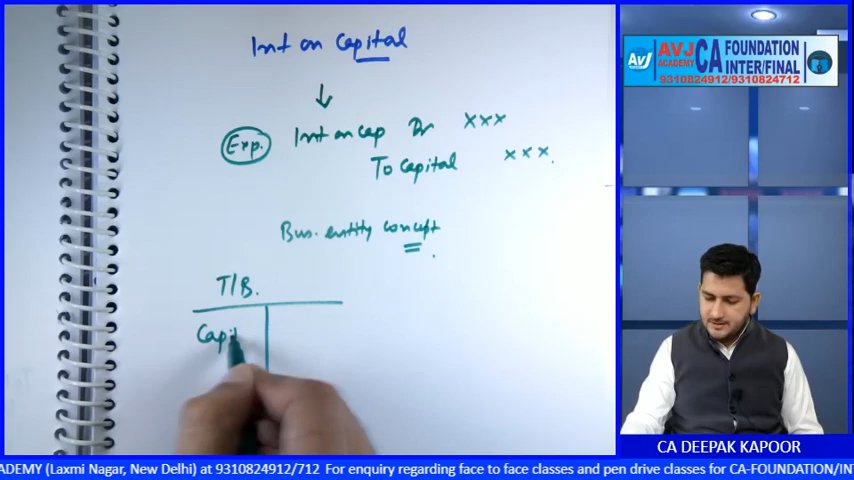 Int on Capital
Exp. Int on cap Dr xxx
To Capital xxx.
Bus. entity concept.
T/B.
Capi
AVJ
AVJ ACADEMY
CA FOUNDATION INTER/FINAL
9310824912/9310824712
CA DEEPAK KAPOOR
ADEMY (Laxmi Nagar, New Delhi) at 9310824912/712 For enquiry regarding face to face classes and pen drive classes for CA-FOUNDATION/INT